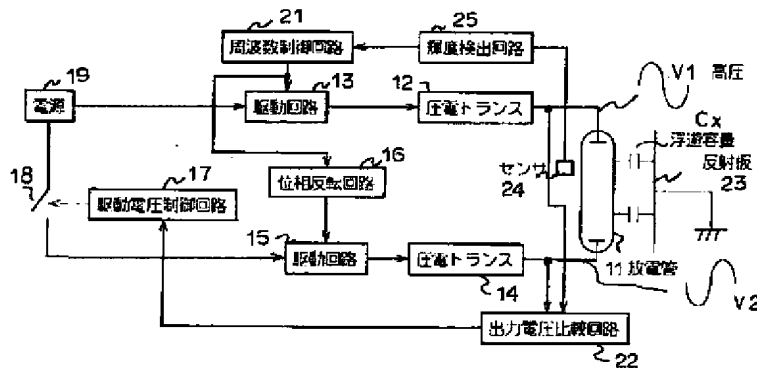 21
周波数制御回路
25
輝度検出回路
19
電源
13
駆動回路
12
圧電トランス
V1 高圧
Cx
浮遊容量
反射板
23
センサ
24
16
位相反転回路
18
17
駆動電圧制御回路
15
駆動回路
圧電トランス
14
11 放電管
V2
出力電圧比較回路
22